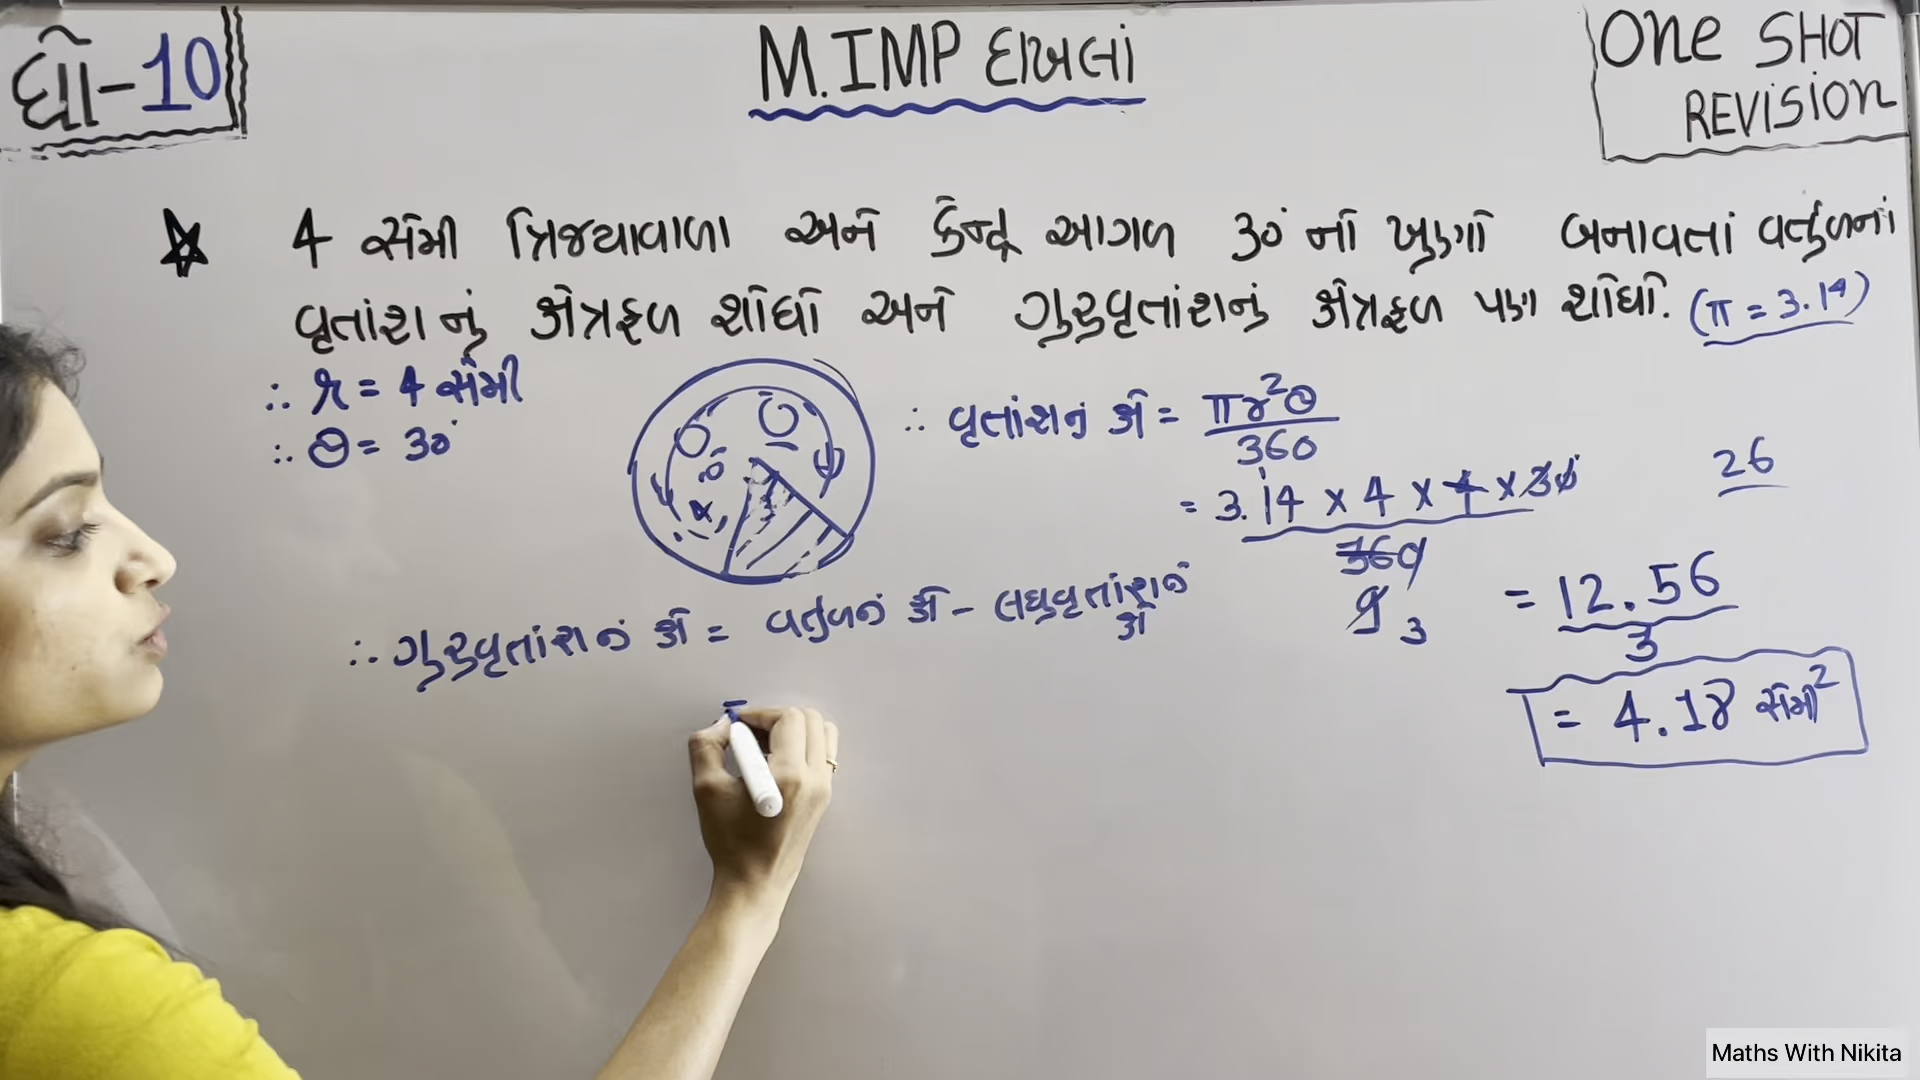 ધો-10
M.IMP દાખલાં
ONE SHOT
REVISION
4 સેમી ત્રિજ્યાવાળા અને કેન્દ્ર આગળ 30° નો ખુણો બનાવતાં વર્તુળનાં
વૃતાંશ નું ક્ષેત્રફળ શોધો અને ગુરુવૃતાંશનું ક્ષેત્રફળ પણ શોધો. (π = 3.14)
∴ r = 4 સેમી
∴ θ = 30°
∴ વૃતાંશનું ક્ષે = πr²θ
360
= 3.14 x 4 x 4 x 30
360
9 3
26
= 12.56
3
= 4.18 સેમી²
∴ ગુરુવૃતાંશનું ક્ષે = વર્તુળનું ક્ષે - લઘુવૃતાંશનું
ક્ષે
=
Maths With Nikita